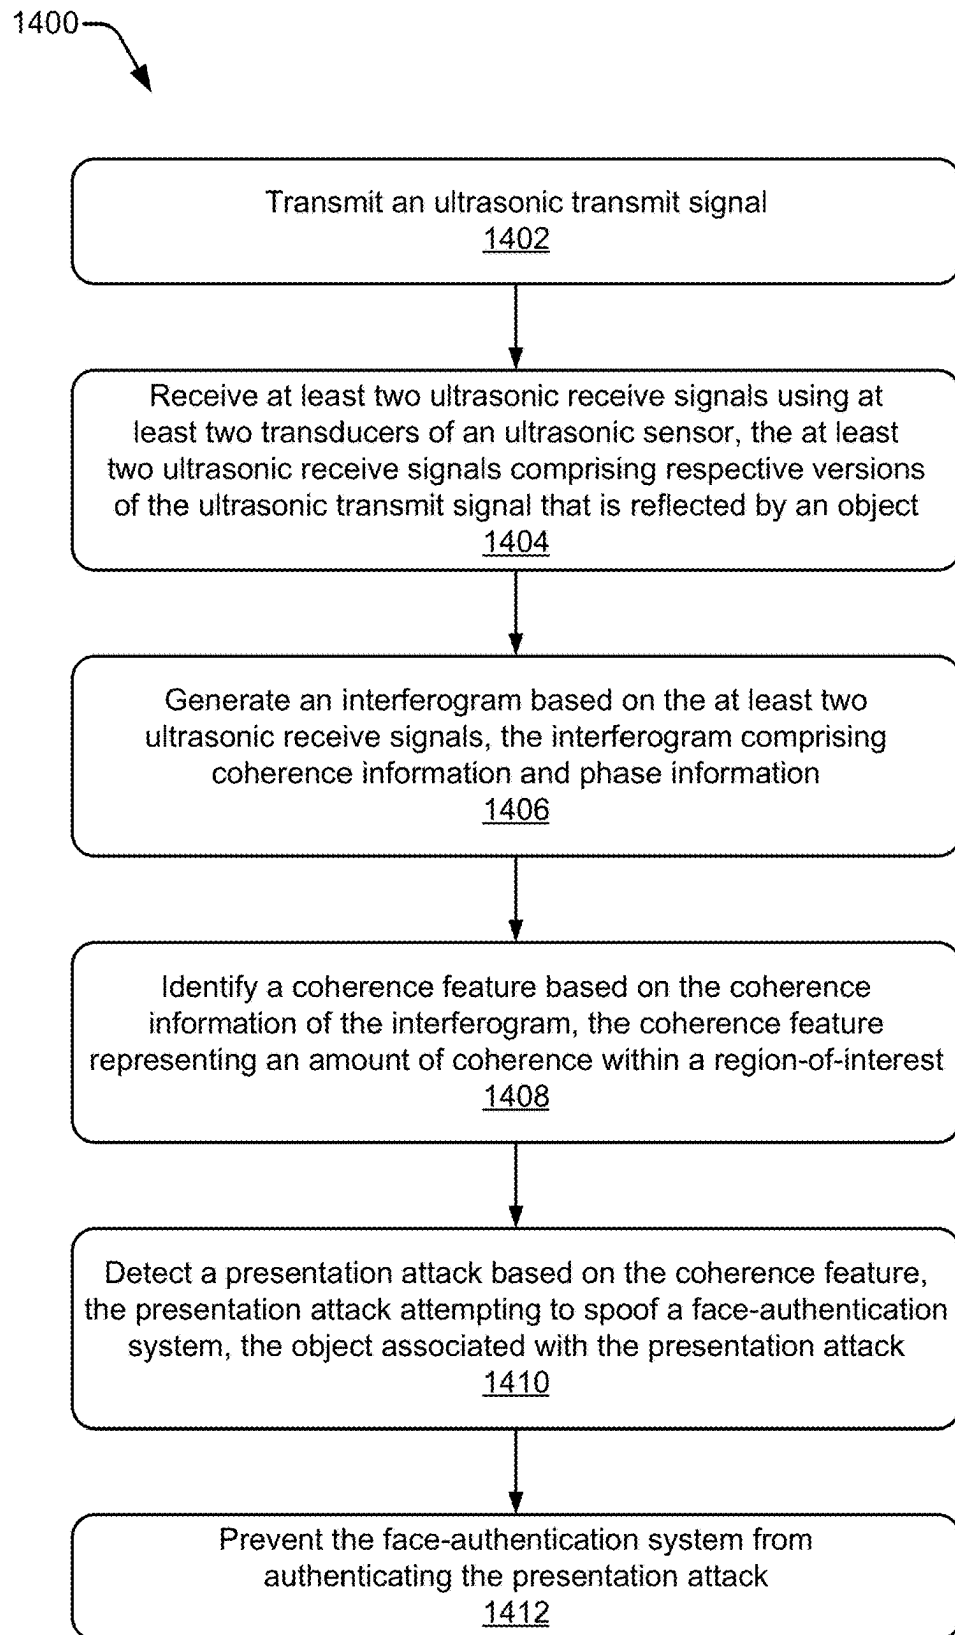 1400
Transmit an ultrasonic transmit signal
1402
Receive at least two ultrasonic receive signals using at
least two transducers of an ultrasonic sensor, the at least
two ultrasonic receive signals comprising respective versions
of the ultrasonic transmit signal that is reflected by an object
1404
Generate an interferogram based on the at least two
ultrasonic receive signals, the interferogram comprising
coherence information and phase information
1406
Identify a coherence feature based on the coherence
information of the interferogram, the coherence feature
representing an amount of coherence within a region-of-interest
1408
Detect a presentation attack based on the coherence feature,
the presentation attack attempting to spoof a face-authentication
system, the object associated with the presentation attack
1410
Prevent the face-authentication system from
authenticating the presentation attack
1412